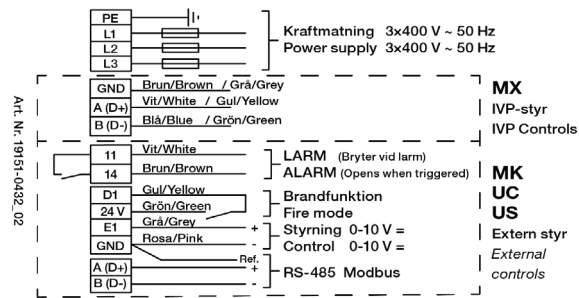 PE
L1
L2
L3
Kraftmatning 3×400 V ~ 50 Hz
Power supply 3×400 V ~ 50 Hz
GND Brun/Brown / Grå/Grey
A (D+) Vit/White / Gul/Yellow
B (D-) Blå/Blue / Grön/Green
MX
IVP-styr
IVP Controls
Art. Nr. 19151-0432_02
11 Vit/White
14 Brun/Brown
LARM (Bryter vid larm)
ALARM (Opens when triggered)
D1 Gul/Yellow
24 V Grön/Green
Brandfunktion
Fire mode
E1 Grå/Grey +
GND Rosa/Pink -
Styrning 0-10 V =
Control 0-10 V =
Ref.
A (D+) +
B (D-) -
RS-485 Modbus
MK
UC
US
Extern styr
External
controls